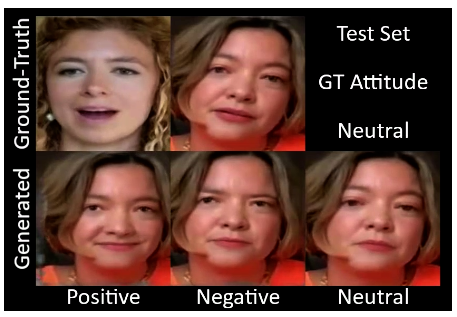 Ground-Truth
Test Set
GT Attitude
Neutral
Generated
Positive
Negative
Neutral